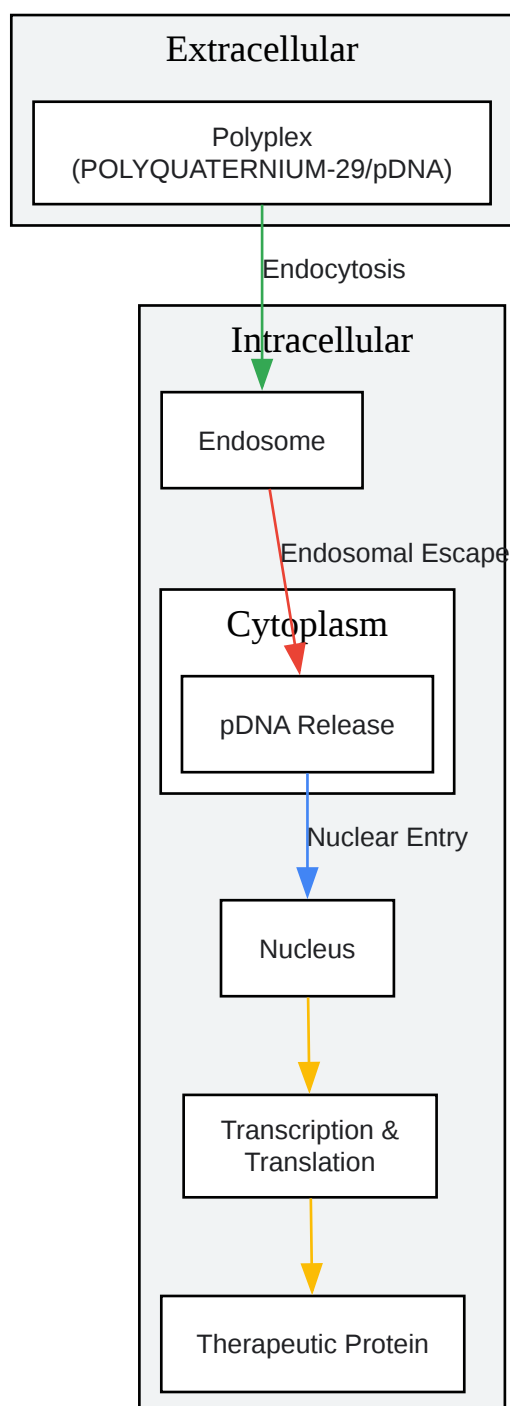 Extracellular
Polyplex
(POLYQUATERNIUM-29/pDNA)
Endocytosis
Intracellular
Endosome
Endosomal Escape
Cytoplasm
pDNA Release
Nuclear Entry
Nucleus
Transcription &
Translation
Therapeutic Protein